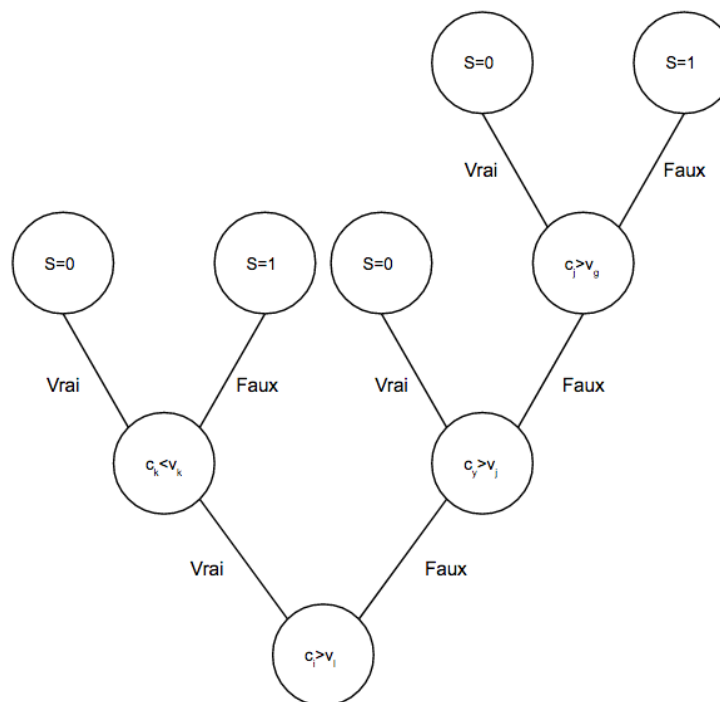 S=0 S=1
Vrai Faux
S=0 S=1 S=0 c_j>v_g
Vrai Faux Vrai Faux
c_k<v_k c_y>v_j
Vrai Faux
c_i>v_i